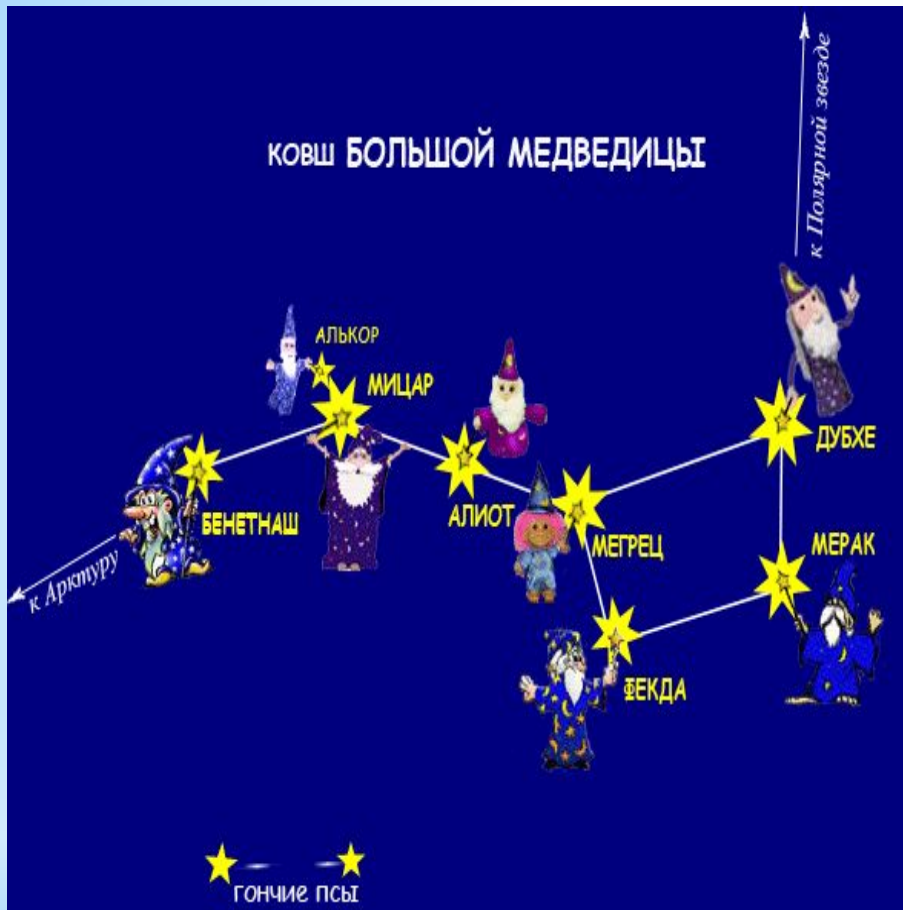 к Полярной звезде
ковш БОЛЬШОЙ МЕДВЕДИЦЫ
АЛЬКОР
МИЦАР
ДУБХЕ
АЛИОТ
БЕНЕТНАШ
МЕГРЕЦ
МЕРАК
к Арктуру
ФЕКДА
ГОНЧИЕ ПСЫ